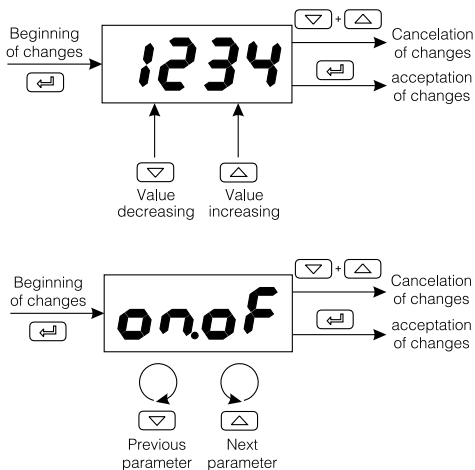 Beginning
of changes
1234
+
Cancelation
of changes
acceptation
of changes
Value
decreasing
Value
increasing
Beginning
of changes
on.oF
+
Cancelation
of changes
acceptation
of changes
Previous
parameter
Next
parameter